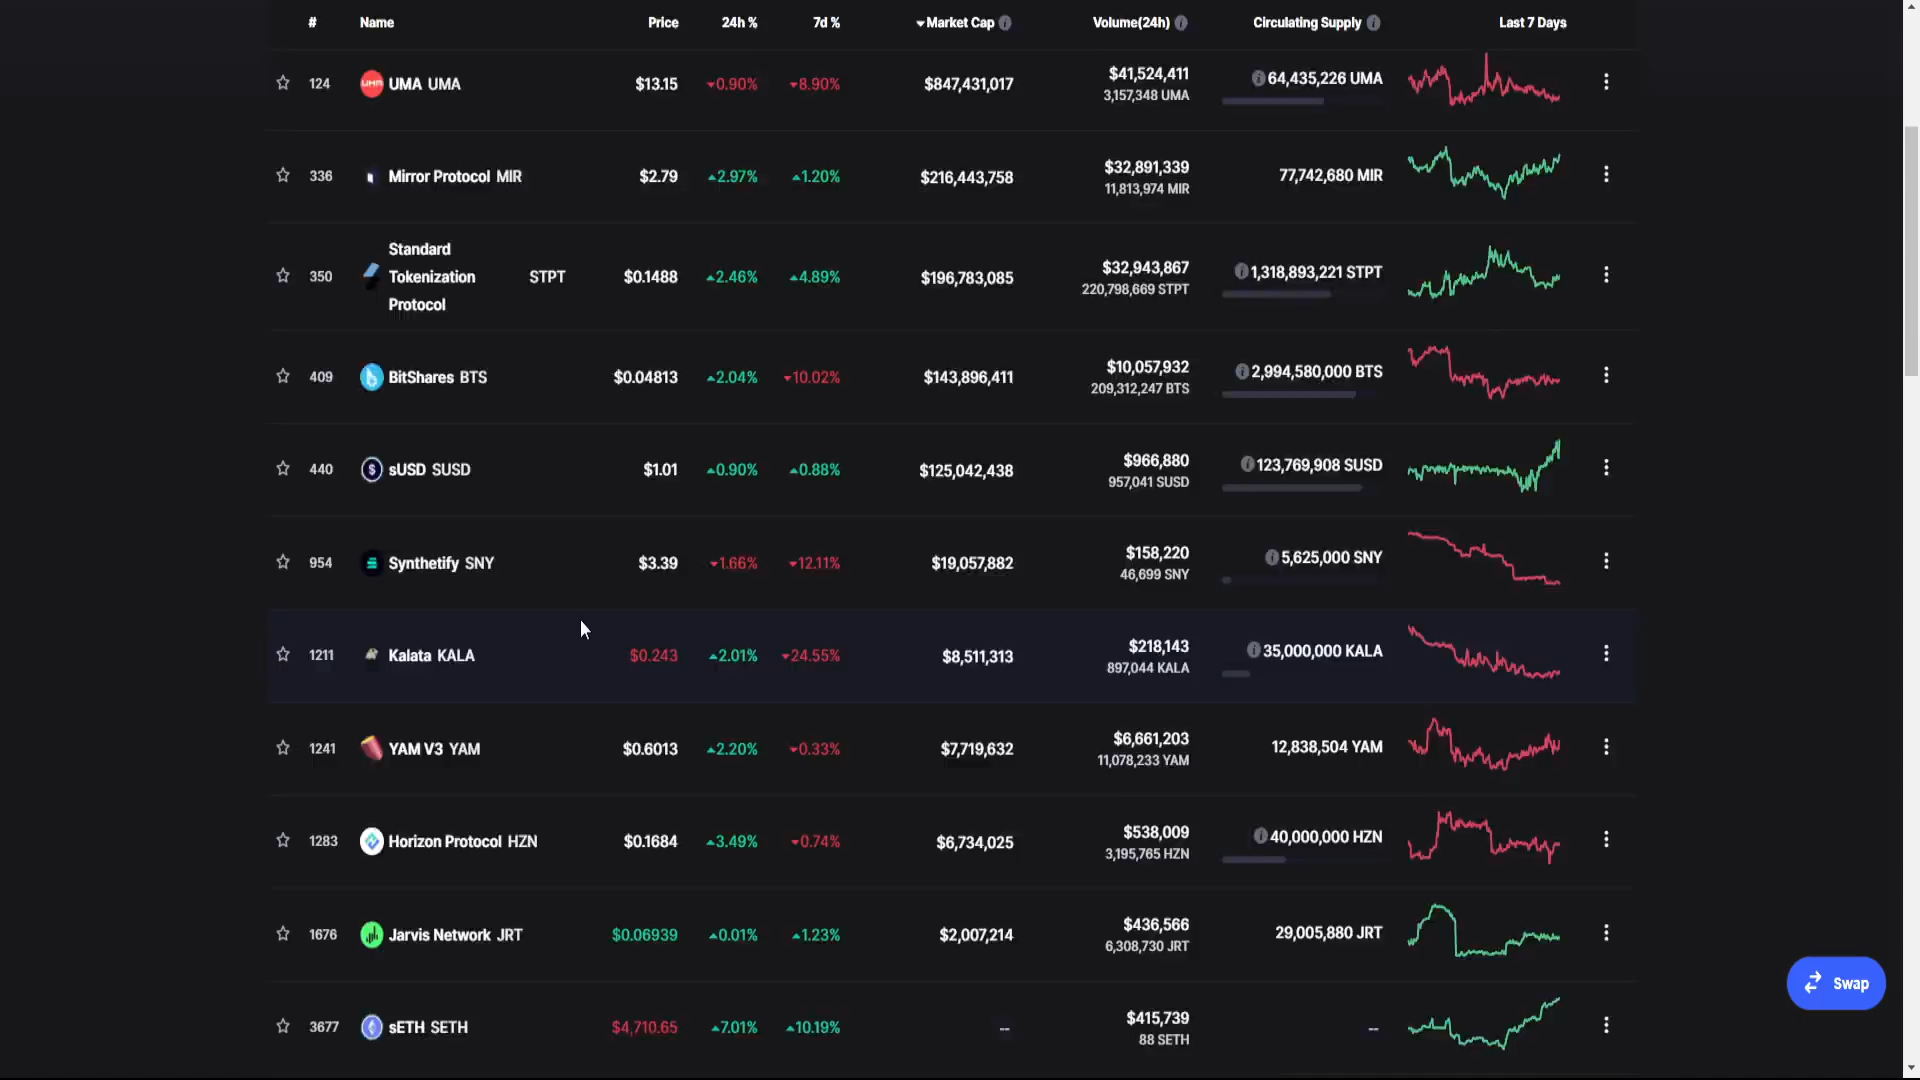 # Name Price 24h % 7d % Market Cap Volume(24h) Circulating Supply Last 7 Days
124 UMA UMA $13.15 0.90% 8.90% $847,431,017 $41,524,411 64,435,226 UMA
3,157,348 UMA
336 Mirror Protocol MIR $2.79 2.97% 1.20% $216,443,758 $32,891,339 77,742,680 MIR
11,813,974 MIR
Standard
350 Tokenization STPT $0.1488 2.46% 4.89% $196,783,085 $32,943,867 1,318,893,221 STPT
Protocol 220,798,669 STPT
409 BitShares BTS $0.04813 2.04% 10.02% $143,896,411 $10,057,932 2,994,580,000 BTS
209,312,247 BTS
440 sUSD SUSD $1.01 0.90% 0.88% $125,042,438 $966,880 123,769,908 SUSD
957,041 SUSD
954 Synthetify SNY $3.39 1.66% 12.11% $19,057,882 $158,220 5,625,000 SNY
46,699 SNY
1211 Kalata KALA $0.243 2.01% 24.55% $8,511,313 $218,143 35,000,000 KALA
897,044 KALA
1241 YAM V3 YAM $0.6013 2.20% 0.33% $7,719,632 $6,661,203 12,838,504 YAM
11,078,233 YAM
1283 Horizon Protocol HZN $0.1684 3.49% 0.74% $6,734,025 $538,009 40,000,000 HZN
3,195,765 HZN
1676 Jarvis Network JRT $0.06939 0.01% 1.23% $2,007,214 $436,566 29,005,880 JRT
6,308,730 JRT
Swap
3677 sETH SETH $4,710.65 7.01% 10.19% -- $415,739 --
88 SETH